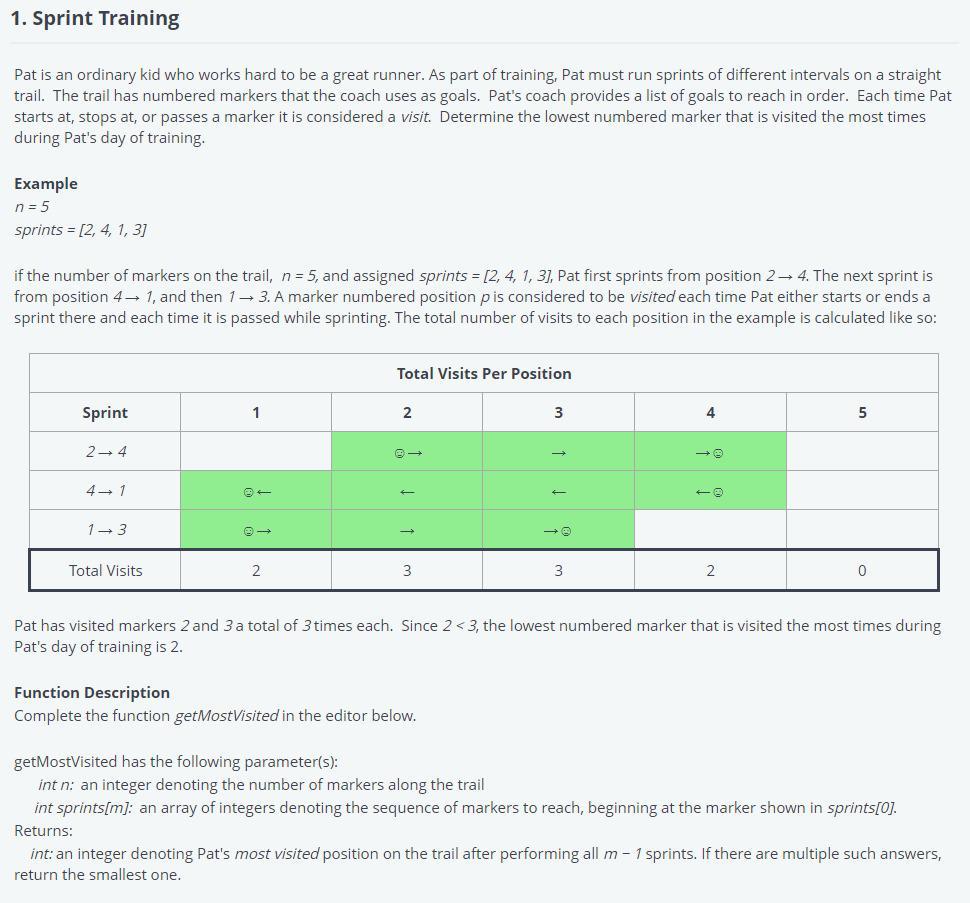 1. Sprint Training
Pat is an ordinary kid who works hard to be a great runner. As part of training, Pat must run sprints of different intervals on a straight
trail.  The trail has numbered markers that the coach uses as goals.  Pat's coach provides a list of goals to reach in order.  Each time Pat
starts at, stops at, or passes a marker it is considered a visit.  Determine the lowest numbered marker that is visited the most times
during Pat's day of training.
Example
n = 5
sprints = [2, 4, 1, 3]
if the number of markers on the trail,  n = 5, and assigned sprints = [2, 4, 1, 3], Pat first sprints from position 2 → 4. The next sprint is
from position 4 → 1, and then 1 → 3. A marker numbered position p is considered to be visited each time Pat either starts or ends a
sprint there and each time it is passed while sprinting. The total number of visits to each position in the example is calculated like so:
Total Visits Per Position
Sprint 1 2 3 4 5
2 → 4 ☺→ → →☺
4 → 1 ☺← ← ← ←☺
1 → 3 ☺→ → →☺
Total Visits 2 3 3 2 0
Pat has visited markers 2 and 3 a total of 3 times each.  Since 2 < 3, the lowest numbered marker that is visited the most times during
Pat's day of training is 2.
Function Description
Complete the function getMostVisited in the editor below.
getMostVisited has the following parameter(s):
int n:  an integer denoting the number of markers along the trail
int sprints[m]:  an array of integers denoting the sequence of markers to reach, beginning at the marker shown in sprints[0].
Returns:
int: an integer denoting Pat's most visited position on the trail after performing all m − 1 sprints. If there are multiple such answers,
return the smallest one.